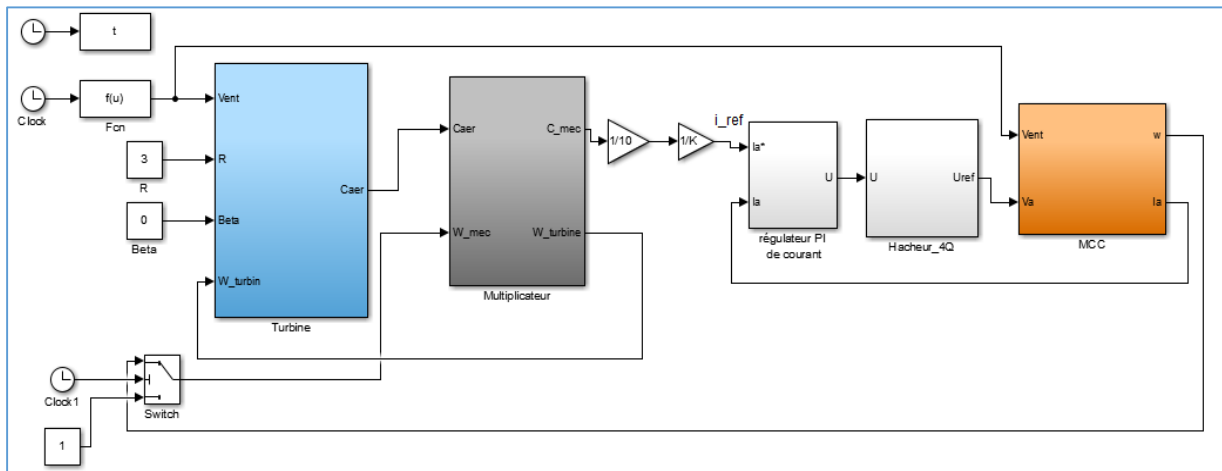 t
Clock
f(u)
Clock
Fcn
3
R
0
Beta
Vent
R
Beta
W_turbin
Caer
Turbine
Caer
W_mec
C_mec
W_turbine
Multiplicateur
1/10
1/K
i_ref
Ia*
Ia
U
régulateur PI
de courant
U
Uref
Hacheur_4Q
Vent
Va
w
Ia
MCC
Clock1
Switch
1